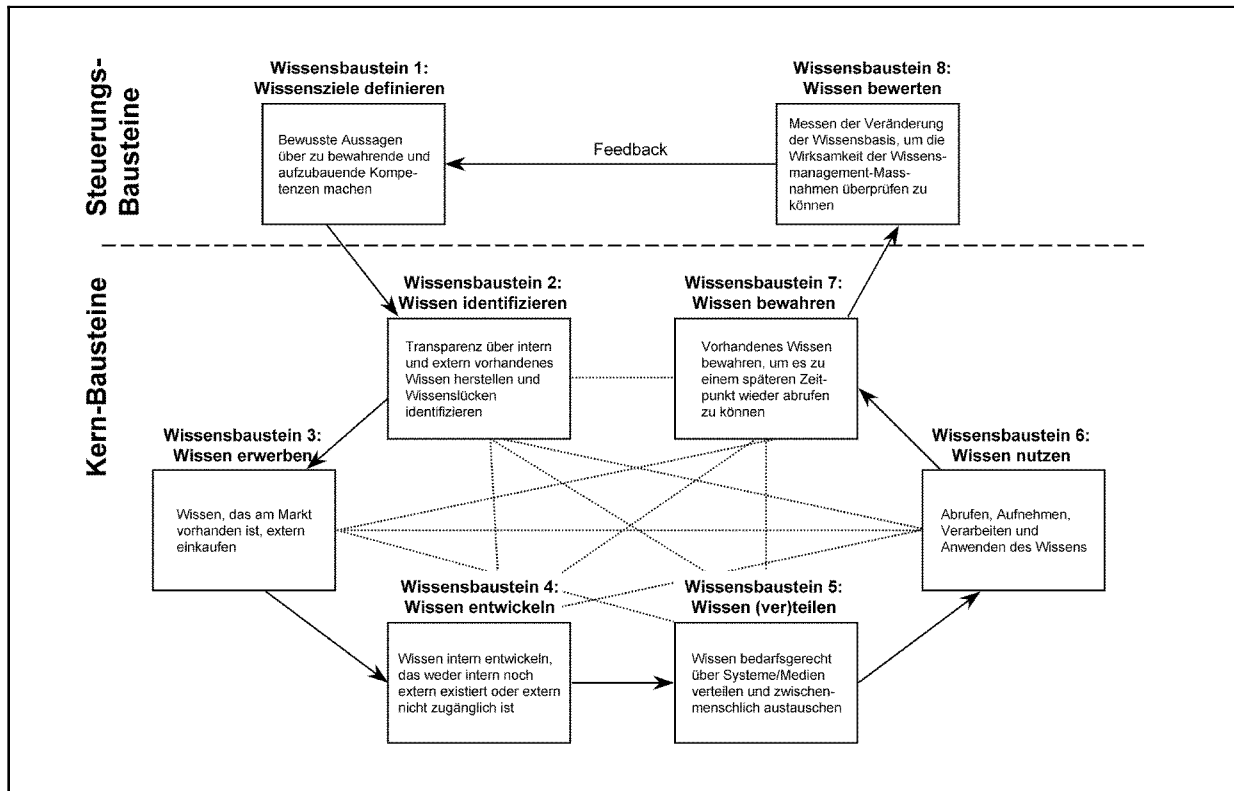 Steuerungs-
Bausteine
Wissensbaustein 1:
Wissensziele definieren
Bewusste Aussagen
über zu bewahrende und
aufzubauende Kompe-
tenzen machen
Feedback
Wissensbaustein 8:
Wissen bewerten
Messen der Veränderung
der Wissensbasis, um die
Wirksamkeit der Wissens-
management-Mass-
nahmen überprüfen zu
können
Kern-Bausteine
Wissensbaustein 2:
Wissen identifizieren
Transparenz über intern
und extern vorhandenes
Wissen herstellen und
Wissenslücken
identifizieren
Wissensbaustein 7:
Wissen bewahren
Vorhandenes Wissen
bewahren, um es zu
einem späteren Zeit-
punkt wieder abrufen
zu können
Wissensbaustein 3:
Wissen erwerben
Wissen, das am Markt
vorhanden ist, extern
einkaufen
Wissensbaustein 6:
Wissen nutzen
Abrufen, Aufnehmen,
Verarbeiten und
Anwenden des Wissens
Wissensbaustein 4:
Wissen entwickeln
Wissen intern entwickeln,
das weder intern noch
extern existiert oder extern
nicht zugänglich ist
Wissensbaustein 5:
Wissen (ver)teilen
Wissen bedarfsgerecht
über Systeme/Medien
verteilen und zwischen-
menschlich austauschen